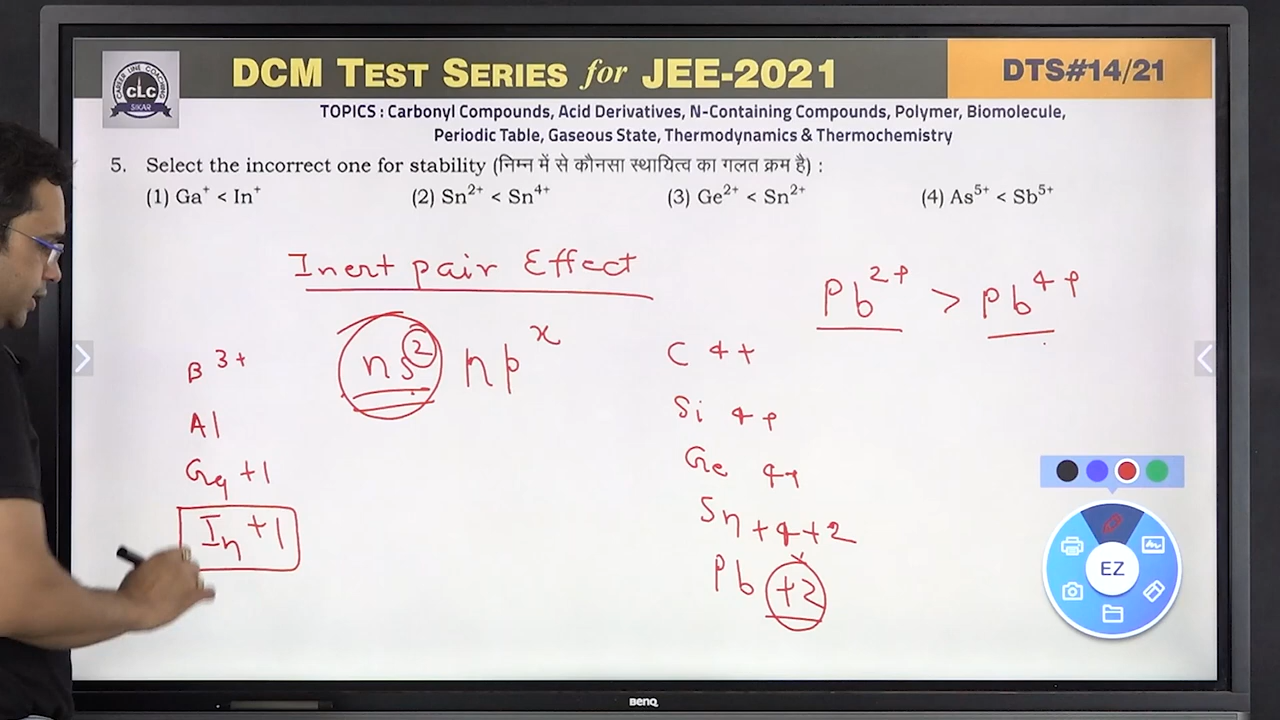 DCM TEST SERIES for JEE-2021
DTS#14/21
CAREER LINE COACHING
CLC
SIKAR
TOPICS : Carbonyl Compounds, Acid Derivatives, N-Containing Compounds, Polymer, Biomolecule,
Periodic Table, Gaseous State, Thermodynamics & Thermochemistry
5. Select the incorrect one for stability (निम्न में से कौनसा स्थायित्व का गलत क्रम है) :
(1) Ga⁺ < In⁺ (2) Sn²⁺ < Sn⁴⁺ (3) Ge²⁺ < Sn²⁺ (4) As⁵⁺ < Sb⁵⁺
Inert pair Effect
Pb²⁺ > Pb⁴⁺
ns² npˣ
B 3+
Al
Ga +1
In +1
C 4+
Si 4+
Ge 4+
Sn +4 +2
Pb +2
EZ
BENQ